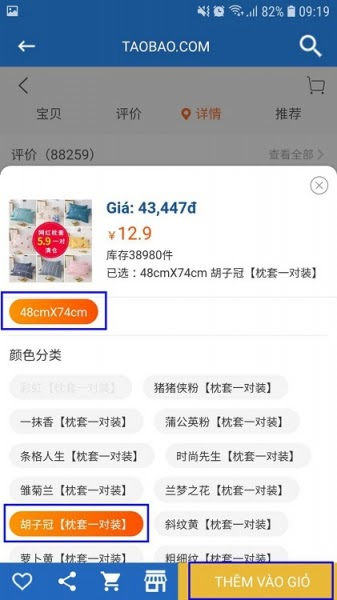 82% 09:19
TAOBAO.COM
宝贝 评价 详情 推荐
评价（88259） 查看全部
Giá: 43,447đ
￥12.9
库存38980件
已选：48cmX74cm 胡子冠【枕套一对装】
网红枕套
5.9一对
清仓
48cmX74cm
颜色分类
彩虹【枕套一对装】 猪猪侠粉【枕套一对装】
一抹香【枕套一对装】 蒲公英粉【枕套一对装】
条格人生【枕套一对装】 时尚先生【枕套一对装】
雏菊兰【枕套一对装】 兰梦之花【枕套一对装】
胡子冠【枕套一对装】 斜纹黄【枕套一对装】
萝卜黄【枕套一对装】 粗细纹【枕套一对装】
THÊM VÀO GIỎ